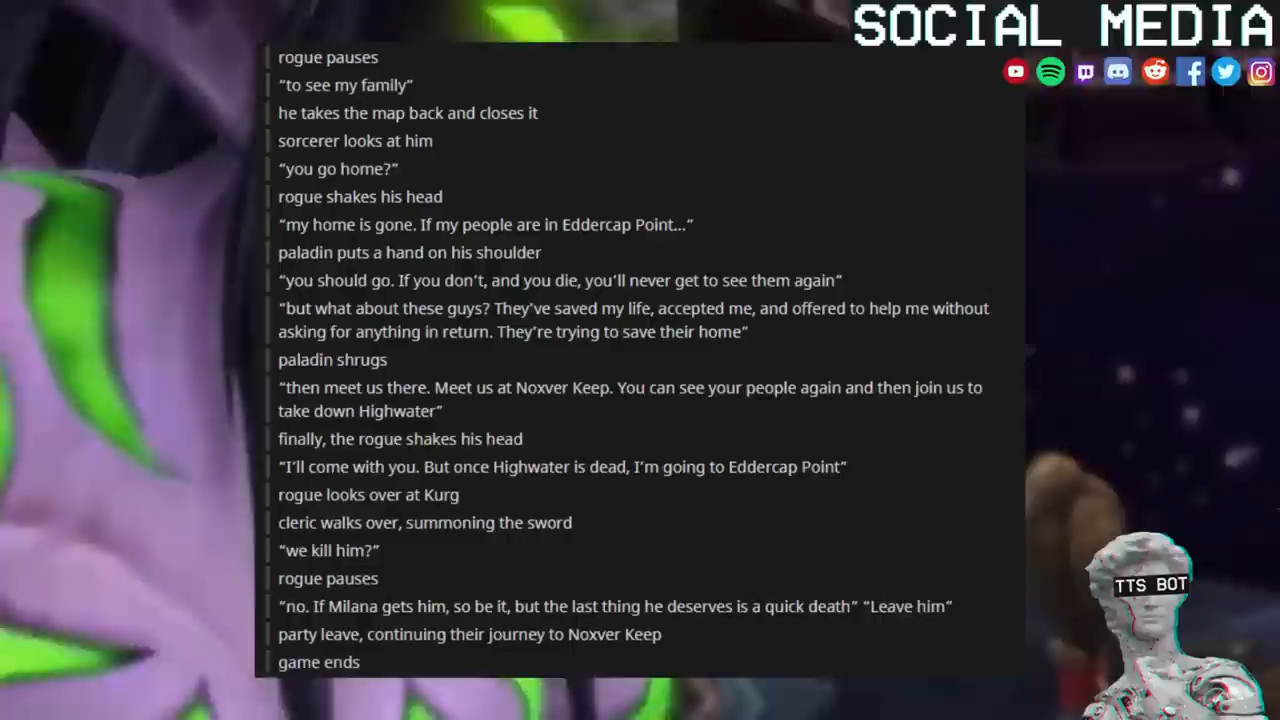 SOCIAL MEDIA
rogue pauses
“to see my family”
he takes the map back and closes it
sorcerer looks at him
“you go home?”
rogue shakes his head
“my home is gone. If my people are in Eddercap Point...”
paladin puts a hand on his shoulder
“you should go. If you don’t, and you die, you’ll never get to see them again”
“but what about these guys? They’ve saved my life, accepted me, and offered to help me without
asking for anything in return. They’re trying to save their home”
paladin shrugs
“then meet us there. Meet us at Noxver Keep. You can see your people again and then join us to
take down Highwater”
finally, the rogue shakes his head
“I’ll come with you. But once Highwater is dead, I’m going to Eddercap Point”
rogue looks over at Kurg
cleric walks over, summoning the sword
“we kill him?”
rogue pauses
“no. If Milana gets him, so be it, but the last thing he deserves is a quick death” “Leave him”
party leave, continuing their journey to Noxver Keep
game ends
TTS BOT